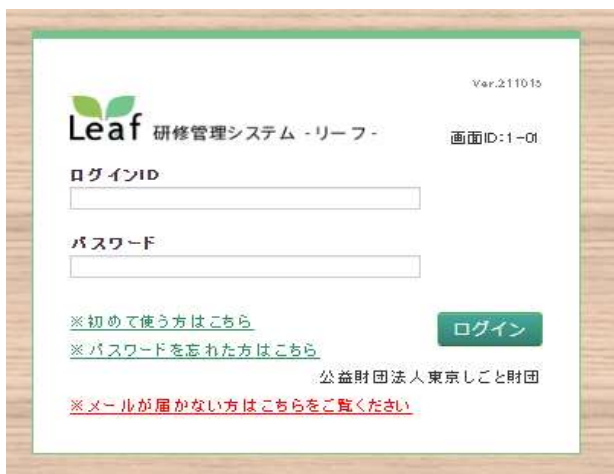 Ver.211015
Leaf 研修管理システム -リーフ-
画面ID:1-01
ログインID
パスワード
※初めて使う方はこちら
ログイン
※パスワードを忘れた方はこちら
公益財団法人東京しごと財団
※メールが届かない方はこちらをご覧ください